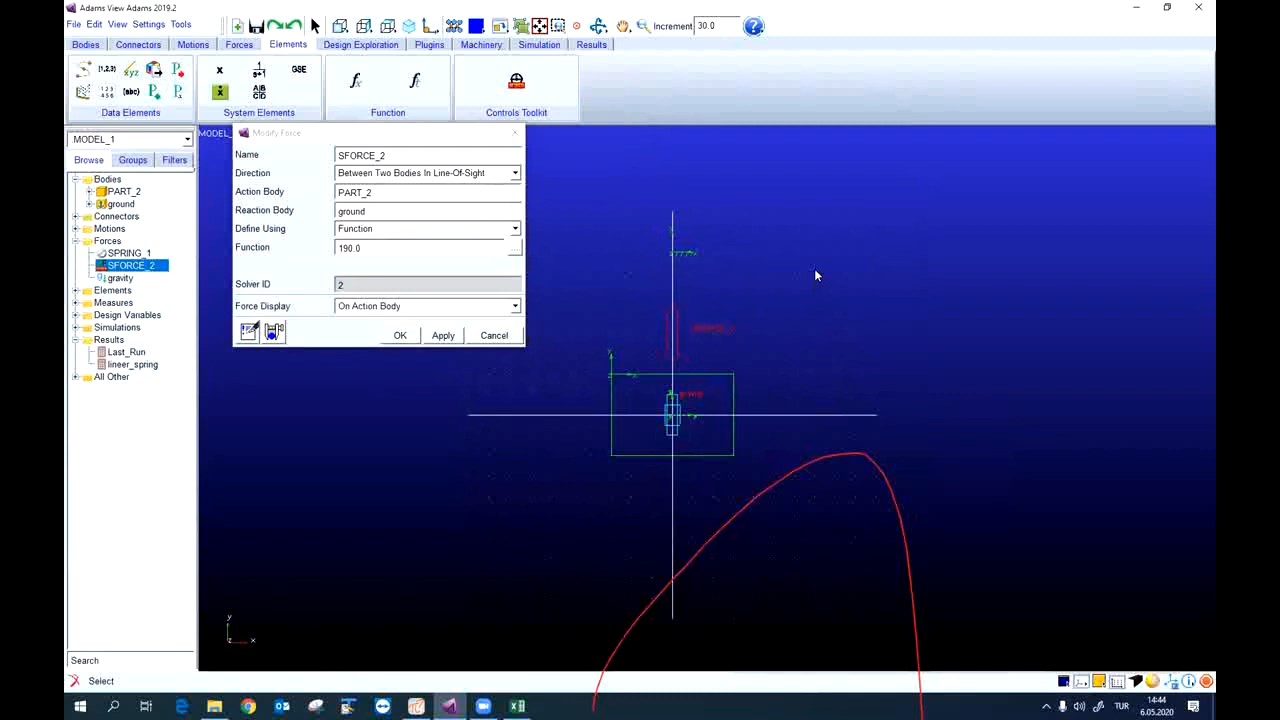 Adams View Adams 2019.2
File Edit View Settings Tools
Increment 30.0
Bodies Connectors Motions Forces Elements Design Exploration Plugins Machinery Simulation Results
Data Elements System Elements Function Controls Toolkit
MODEL_1
Browse Groups Filters
Bodies
PART_2
ground
Connectors
Motions
Forces
SPRING_1
SFORCE_2
gravity
Elements
Measures
Design Variables
Simulations
Results
Last_Run
lineer_spring
All Other
Search
Select
MODEL_
Modify Force
Name SFORCE_2
Direction Between Two Bodies In Line-Of-Sight
Action Body PART_2
Reaction Body ground
Define Using Function
Function 190.0 ...
Solver ID 2
Force Display On Action Body
OK Apply Cancel
y
z x
TUR
14:44
6.05.2020